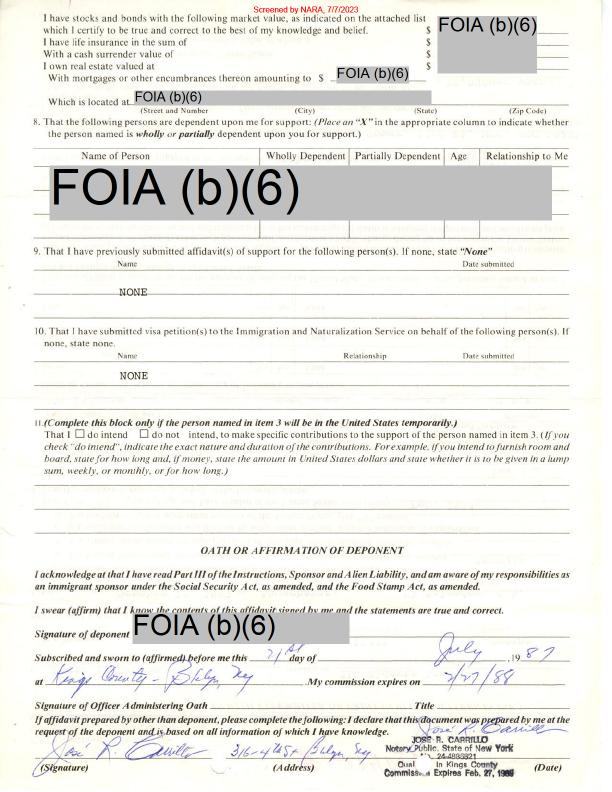 Screened by NARA, 7/7/2023
I have stocks and bonds with the following market value, as indicated on the attached list
which I certify to be true and correct to the best of my knowledge and belief. $ FOIA (b)(6)
I have life insurance in the sum of $
With a cash surrender value of $
I own real estate valued at $
With mortgages or other encumbrances thereon amounting to $ FOIA (b)(6)
Which is located at FOIA (b)(6)
(Street and Number) (City) (State) (Zip Code)
8. That the following persons are dependent upon me for support: (Place an "X" in the appropriate column to indicate whether
the person named is wholly or partially dependent upon you for support.)
Name of Person Wholly Dependent Partially Dependent Age Relationship to Me
FOIA (b)(6)
9. That I have previously submitted affidavit(s) of support for the following person(s). If none, state "None"
Name Date submitted
NONE
10. That I have submitted visa petition(s) to the Immigration and Naturalization Service on behalf of the following person(s). If
none, state none.
Name Relationship Date submitted
NONE
11.(Complete this block only if the person named in item 3 will be in the United States temporarily.)
That I ☐ do intend ☐ do not intend, to make specific contributions to the support of the person named in item 3. (If you
check "do intend", indicate the exact nature and duration of the contributions. For example, if you intend to furnish room and
board, state for how long and, if money, state the amount in United States dollars and state whether it is to be given in a lump
sum, weekly, or monthly, or for how long.)
OATH OR AFFIRMATION OF DEPONENT
I acknowledge at that I have read Part III of the Instructions, Sponsor and Alien Liability, and am aware of my responsibilities as
an immigrant sponsor under the Social Security Act, as amended, and the Food Stamp Act, as amended.
I swear (affirm) that I know the contents of this affidavit signed by me and the statements are true and correct.
Signature of deponent FOIA (b)(6)
Subscribed and sworn to (affirmed) before me this 21st day of July ,19 87
at Kings County - Bklyn, Ny My commission expires on 2/27/88
Signature of Officer Administering Oath Title
If affidavit prepared by other than deponent, please complete the following: I declare that this document was prepared by me at the
request of the deponent and is based on all information of which I have knowledge. José R. Carrillo
José R. Carrillo 316-4th St Bklyn, Ny
JOSE R. CARRILLO
Notary Public, State of New York
Qual In Kings County
(Signature) (Address) Expires Feb. 27, (Date)